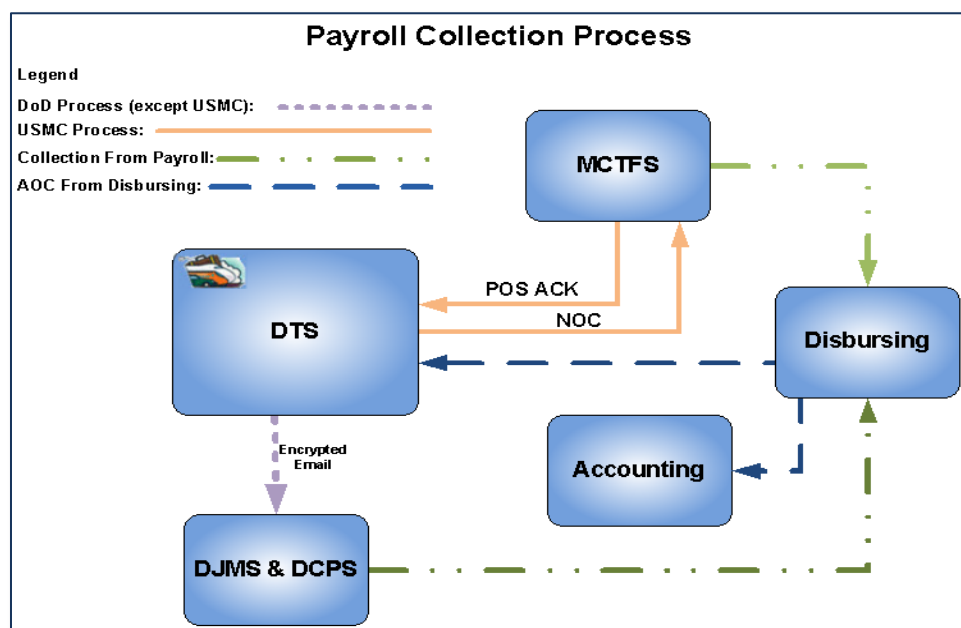 Payroll Collection Process
Legend
DoD Process (except USMC):
USMC Process:
Collection From Payroll:
AOC From Disbursing:
MCTFS
POS ACK
NOC
DTS
Disbursing
Encrypted
Email
Accounting
DJMS & DCPS